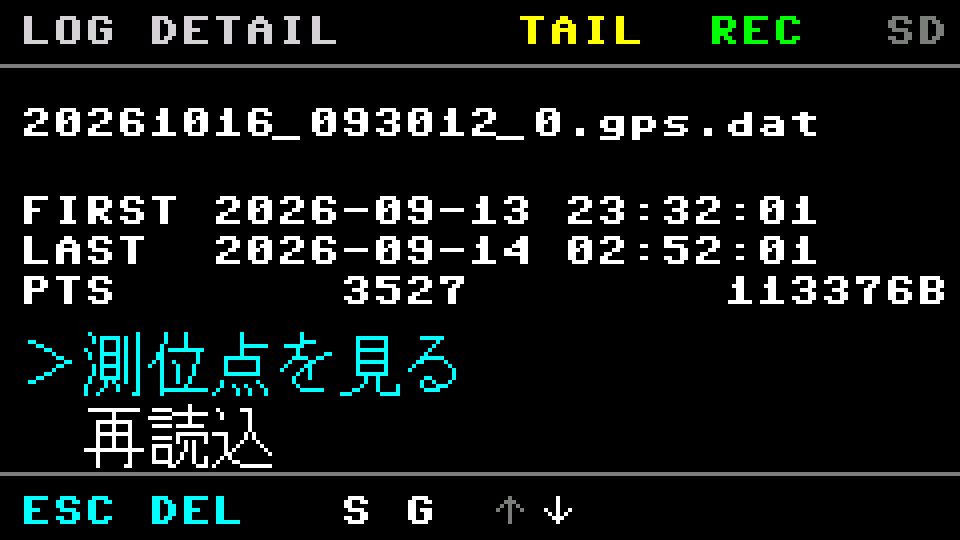 LOG DETAIL TAIL REC SD
20261016_093012_0.gps.dat
FIRST 2026-09-13 23:32:01
LAST 2026-09-14 02:52:01
PTS 3527 113376B
>測位点を見る
再読込
ESC DEL S G ↑ ↓